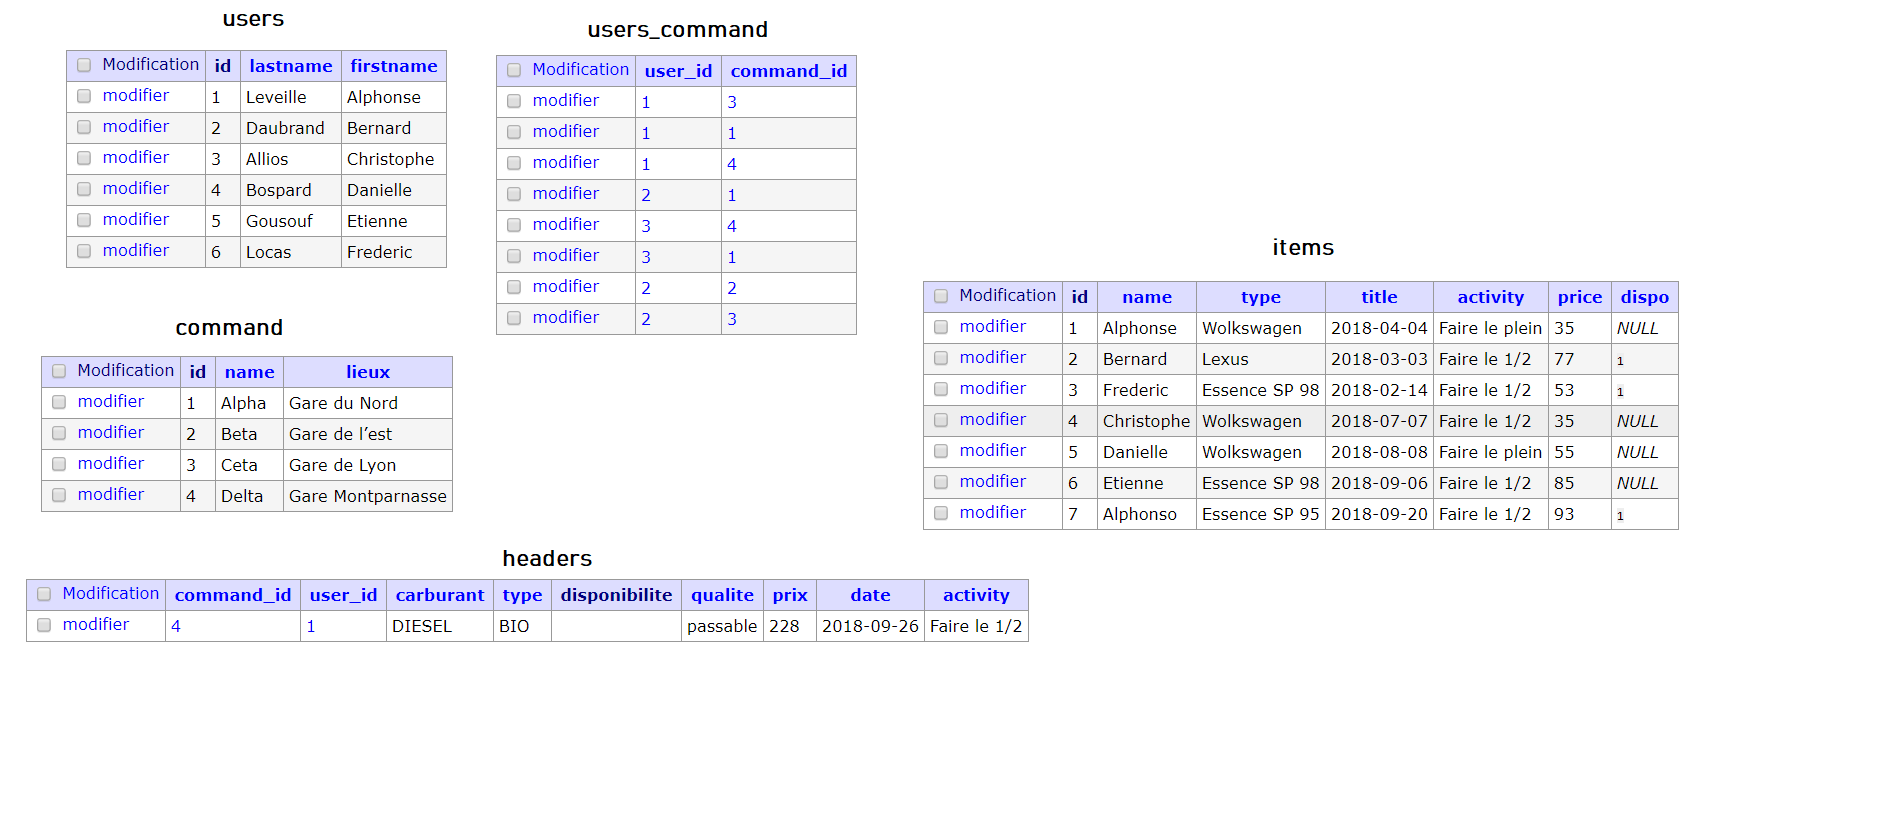 users
Modification id lastname firstname
modifier 1 Leveille Alphonse
modifier 2 Daubrand Bernard
modifier 3 Allios Christophe
modifier 4 Bospard Danielle
modifier 5 Gousouf Etienne
modifier 6 Locas Frederic
users_command
Modification user_id command_id
modifier 1 3
modifier 1 1
modifier 1 4
modifier 2 1
modifier 3 4
modifier 3 1
modifier 2 2
modifier 2 3
items
Modification id name type title activity price dispo
modifier 1 Alphonse Wolkswagen 2018-04-04 Faire le plein 35 NULL
modifier 2 Bernard Lexus 2018-03-03 Faire le 1/2 77 1
modifier 3 Frederic Essence SP 98 2018-02-14 Faire le 1/2 53 1
modifier 4 Christophe Wolkswagen 2018-07-07 Faire le 1/2 35 NULL
modifier 5 Danielle Wolkswagen 2018-08-08 Faire le plein 55 NULL
modifier 6 Etienne Essence SP 98 2018-09-06 Faire le 1/2 85 NULL
modifier 7 Alphonso Essence SP 95 2018-09-20 Faire le 1/2 93 1
command
Modification id name lieux
modifier 1 Alpha Gare du Nord
modifier 2 Beta Gare de l’est
modifier 3 Ceta Gare de Lyon
modifier 4 Delta Gare Montparnasse
headers
Modification command_id user_id carburant type disponibilite qualite prix date activity
modifier 4 1 DIESEL BIO passable 228 2018-09-26 Faire le 1/2